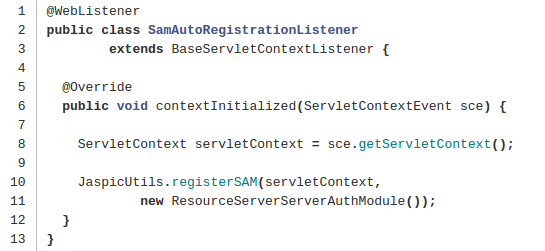 1 @WebListener
2 public class SamAutoRegistrationListener
3         extends BaseServletContextListener {
4
5   @Override
6   public void contextInitialized(ServletContextEvent sce) {
7
8     ServletContext servletContext = sce.getServletContext();
9
10     JaspicUtils.registerSAM(servletContext,
11             new ResourceServerServerAuthModule());
12   }
13 }